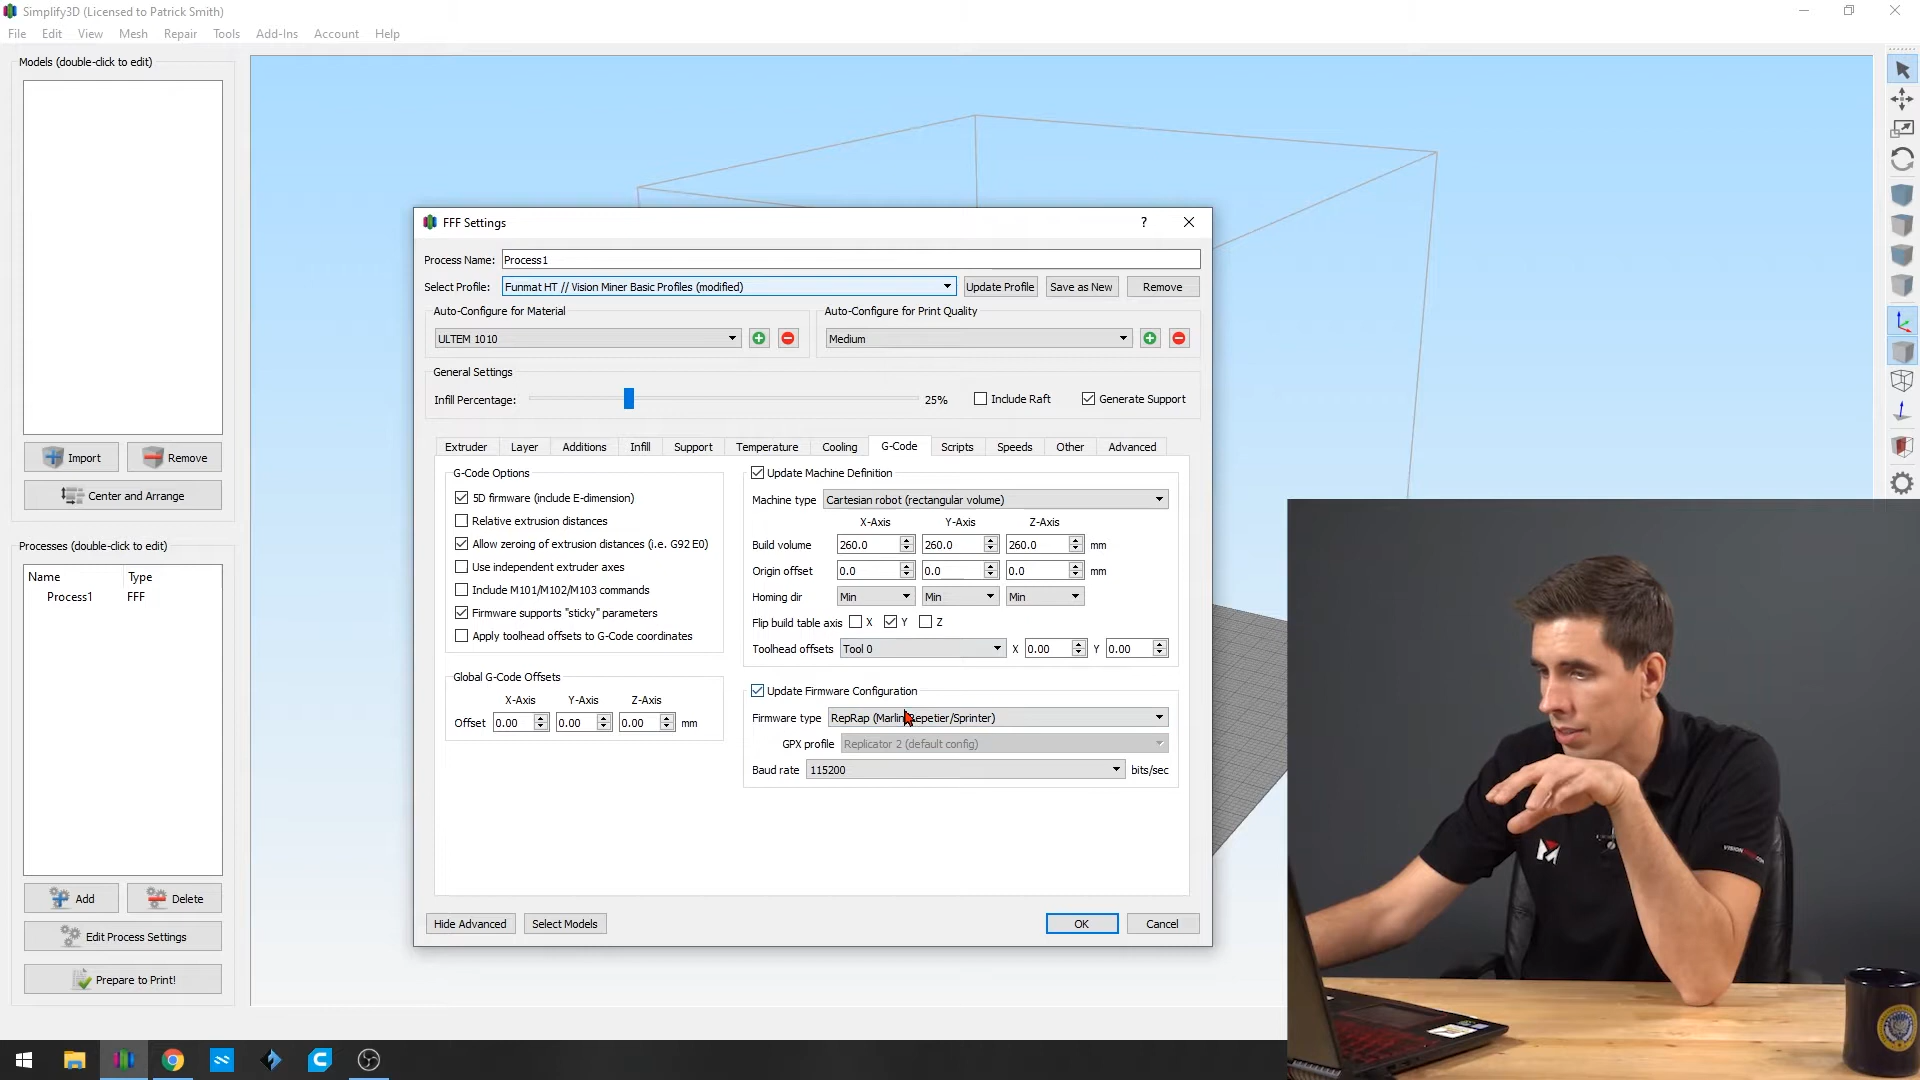 Simplify3D (Licensed to Patrick Smith)
File Edit View Mesh Repair Tools Add-Ins Account Help
Models (double-click to edit)
Import Remove
Center and Arrange
Processes (double-click to edit)
Name Type
Process1 FFF
Add Delete
Edit Process Settings
Prepare to Print!
FFF Settings ?
Process Name: Process1
Select Profile: Funmat HT // Vision Miner Basic Profiles (modified) Update Profile Save as New Remove
Auto-Configure for Material
ULTEM 1010
Auto-Configure for Print Quality
Medium
General Settings
Infill Percentage: 25% Include Raft Generate Support
Extruder Layer Additions Infill Support Temperature Cooling G-Code Scripts Speeds Other Advanced
G-Code Options
5D firmware (include E-dimension)
Relative extrusion distances
Allow zeroing of extrusion distances (i.e. G92 E0)
Use independent extruder axes
Include M101/M102/M103 commands
Firmware supports "sticky" parameters
Apply toolhead offsets to G-Code coordinates
Global G-Code Offsets
X-Axis Y-Axis Z-Axis
Offset 0.00 0.00 0.00 mm
Update Machine Definition
Machine type Cartesian robot (rectangular volume)
X-Axis Y-Axis Z-Axis
Build volume 260.0 260.0 260.0 mm
Origin offset 0.0 0.0 0.0 mm
Homing dir Min Min Min
Flip build table axis X Y Z
Toolhead offsets Tool 0 X 0.00 Y 0.00
Update Firmware Configuration
Firmware type RepRap (Marlin/Repetier/Sprinter)
GPX profile Replicator 2 (default config)
Baud rate 115200 bits/sec
Hide Advanced Select Models OK Cancel